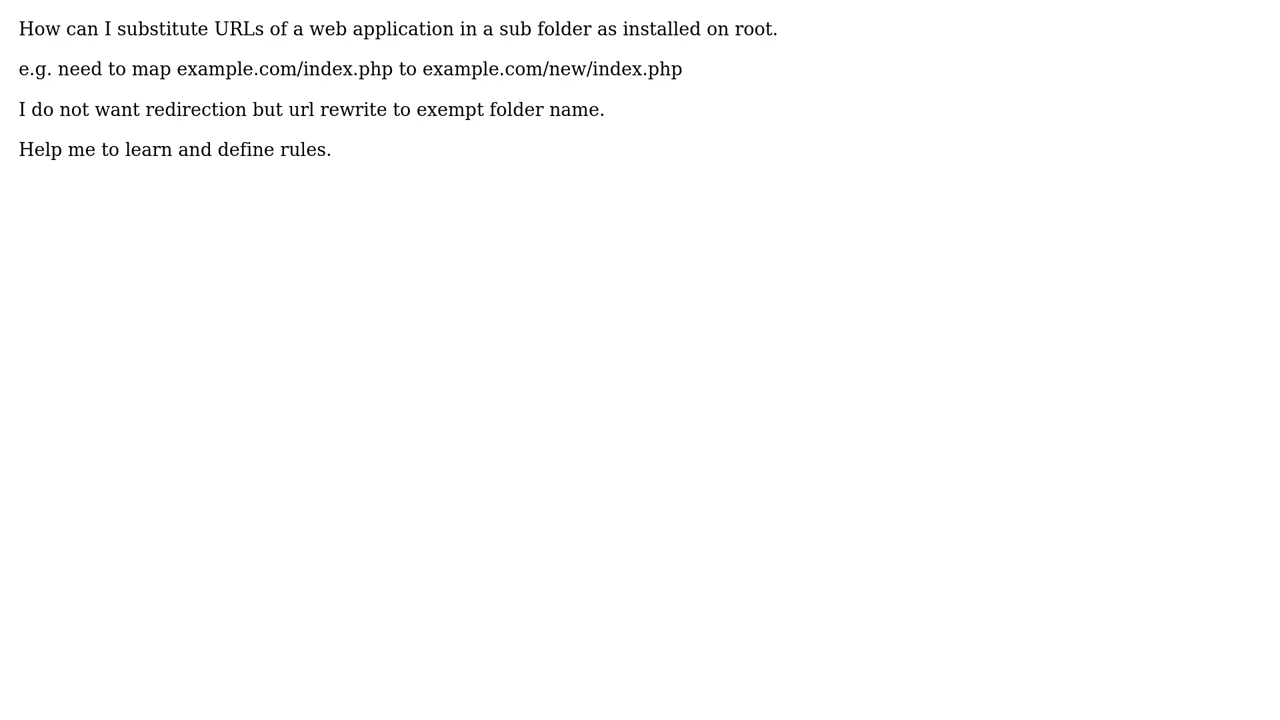 How can I substitute URLs of a web application in a sub folder as installed on root.
e.g. need to map example.com/index.php to example.com/new/index.php
I do not want redirection but url rewrite to exempt folder name.
Help me to learn and define rules.